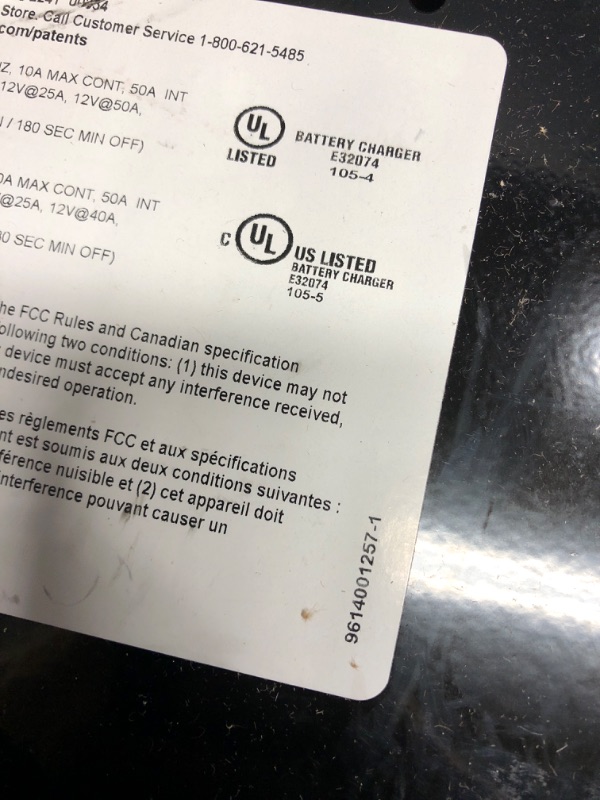 Store. Call Customer Service 1-800-621-5485
com/patents
HZ, 10A MAX CONT, 50A INT
12V@25A, 12V@50A,
/ 180 SEC MIN OFF)
UL
LISTED
BATTERY CHARGER
E32074
105-4
0A MAX CONT, 50A INT
@25A, 12V@40A,
80 SEC MIN OFF)
C UL US LISTED
BATTERY CHARGER
E32074
105-5
the FCC Rules and Canadian specification
ollowing two conditions: (1) this device may not
device must accept any interference received,
ndesired operation.
es règlements FCC et aux spécifications
nt est soumis aux deux conditions suivantes :
férence nuisible et (2) cet appareil doit
interference pouvant causer un
9614001257-1